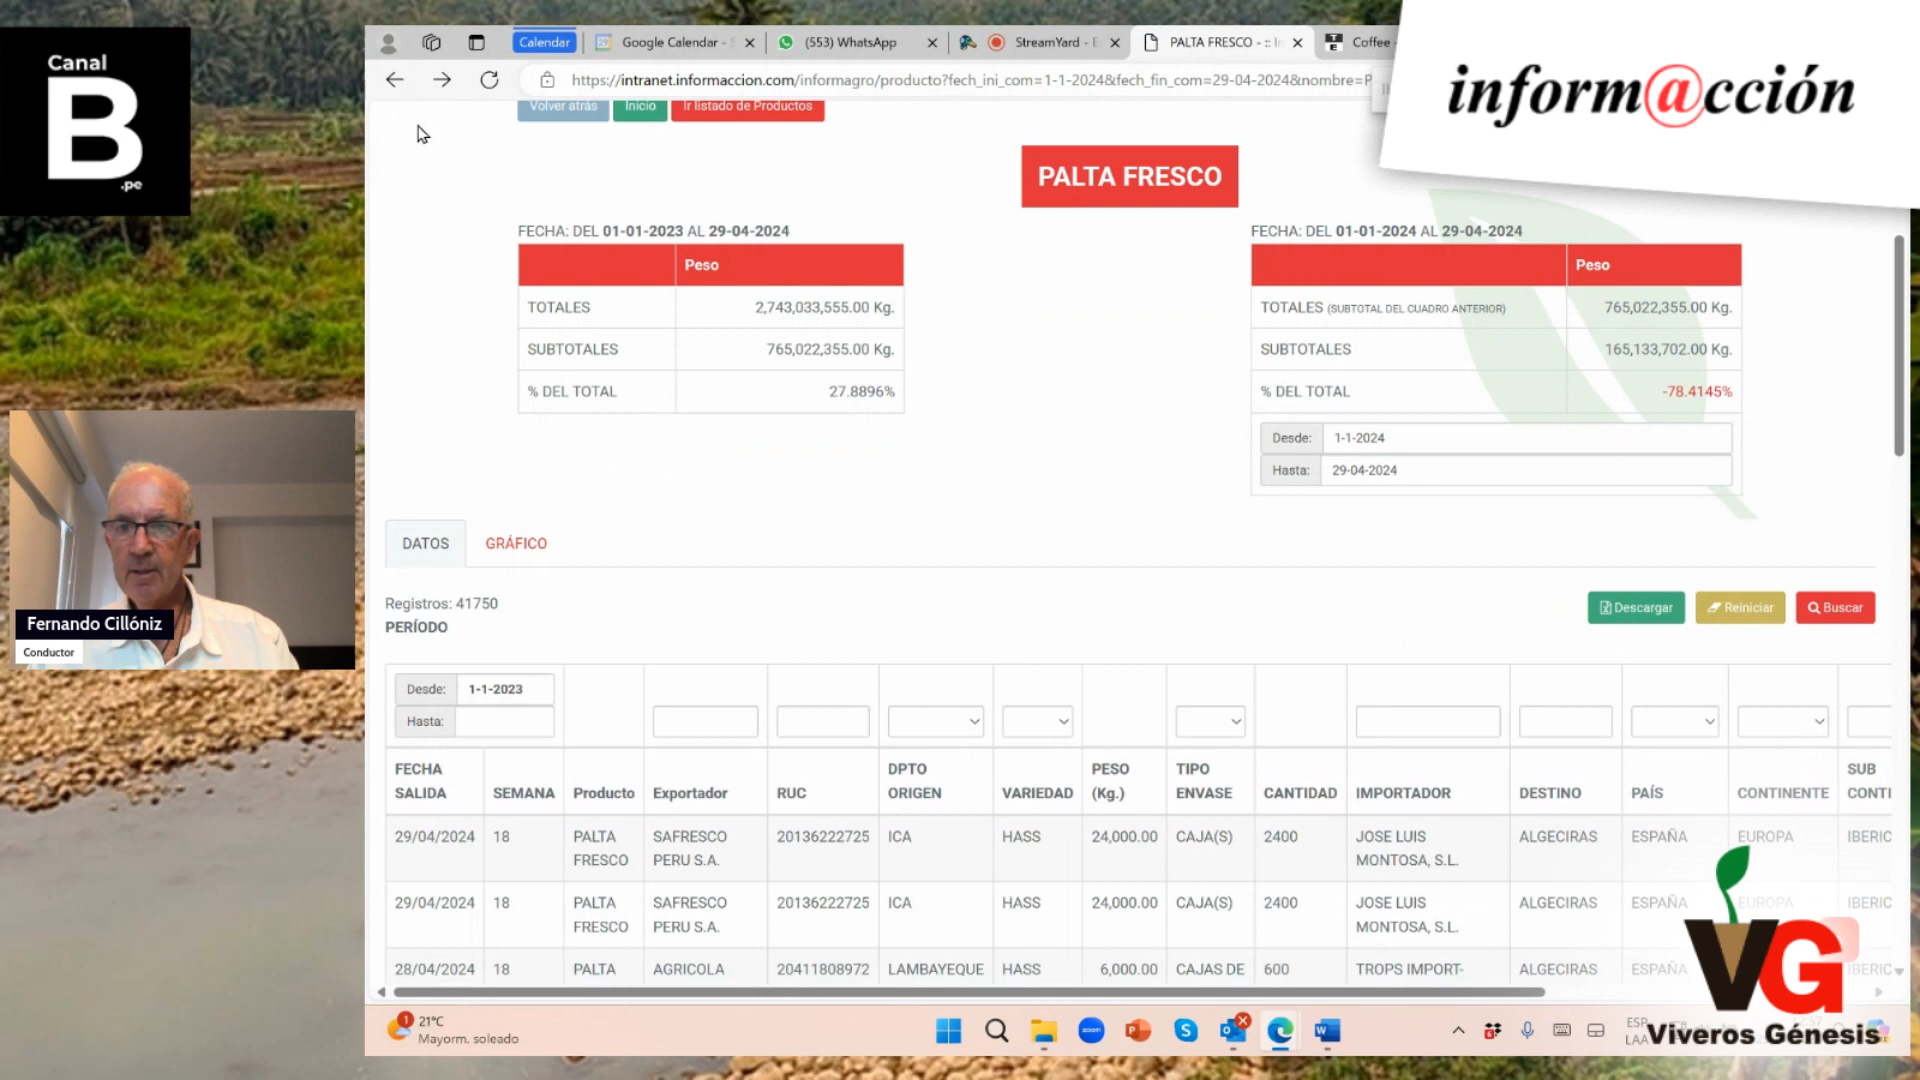 Canal
B
.pe
Calendar
Google Calendar -
(553) WhatsApp
StreamYard - E
PALTA FRESCO - :: In
Coffee -
https://intranet.informaccion.com/informagro/producto?fech_ini_com=1-1-2024&fech_fin_com=29-04-2024&nombre=P
inform@cción
Volver atrás
Inicio
Ir listado de Productos
PALTA FRESCO
FECHA: DEL 01-01-2023 AL 29-04-2024
Peso
TOTALES 2,743,033,555.00 Kg.
SUBTOTALES 765,022,355.00 Kg.
% DEL TOTAL 27.8896%
FECHA: DEL 01-01-2024 AL 29-04-2024
Peso
TOTALES (SUBTOTAL DEL CUADRO ANTERIOR) 765,022,355.00 Kg.
SUBTOTALES 165,133,702.00 Kg.
% DEL TOTAL -78.4145%
Desde: 1-1-2024
Hasta: 29-04-2024
DATOS GRÁFICO
Registros: 41750
PERÍODO
Descargar
Reiniciar
Buscar
Desde: 1-1-2023
Hasta:
FECHA SALIDA SEMANA Producto Exportador RUC DPTO ORIGEN VARIEDAD PESO (Kg.) TIPO ENVASE CANTIDAD IMPORTADOR DESTINO PAÍS CONTINENTE SUB CONTI
29/04/2024 18 PALTA FRESCO SAFRESCO PERU S.A. 20136222725 ICA HASS 24,000.00 CAJA(S) 2400 JOSE LUIS MONTOSA, S.L. ALGECIRAS ESPAÑA EUROPA IBERIC
29/04/2024 18 PALTA FRESCO SAFRESCO PERU S.A. 20136222725 ICA HASS 24,000.00 CAJA(S) 2400 JOSE LUIS MONTOSA, S.L. ALGECIRAS ESPAÑA EUROPA IBERIC
28/04/2024 18 PALTA AGRICOLA 20411808972 LAMBAYEQUE HASS 6,000.00 CAJAS DE 600 TROPS IMPORT- ALGECIRAS ESPAÑA IBERIC
Fernando Cillóniz
Conductor
1
21°C
Mayorm. soleado
zoom
ESP
LAA
VG
Viveros Génesis